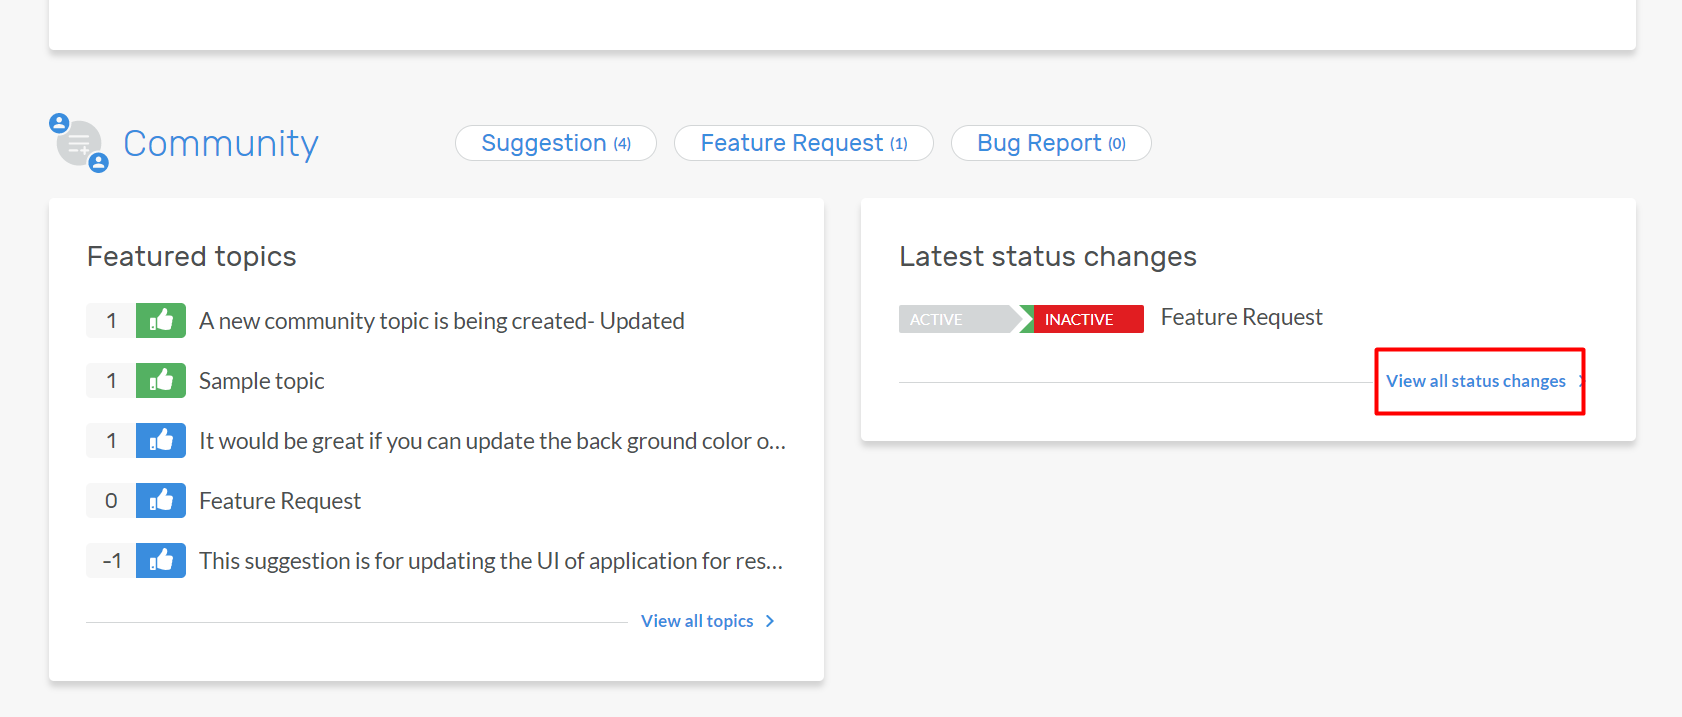 Community
Suggestion (4)
Feature Request (1)
Bug Report (0)
Featured topics
1 A new community topic is being created- Updated
1 Sample topic
1 It would be great if you can update the back ground color o...
0 Feature Request
-1 This suggestion is for updating the UI of application for res...
View all topics
Latest status changes
ACTIVE INACTIVE Feature Request
View all status changes